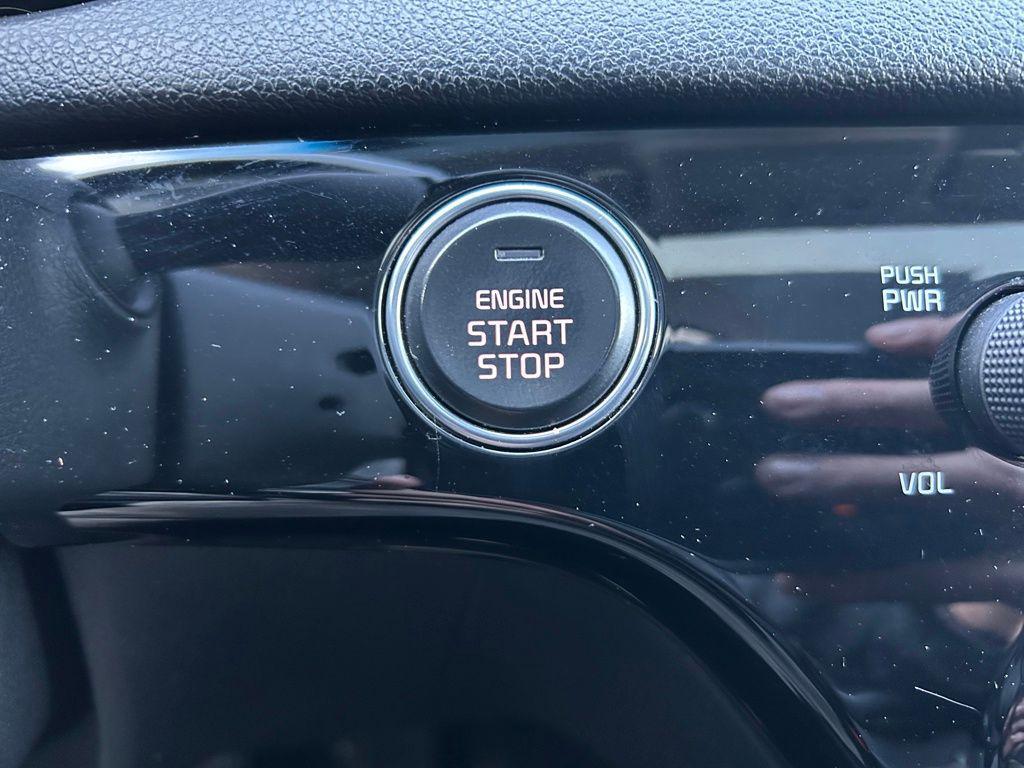 ENGINE
START
STOP
PUSH
PWR
VOL